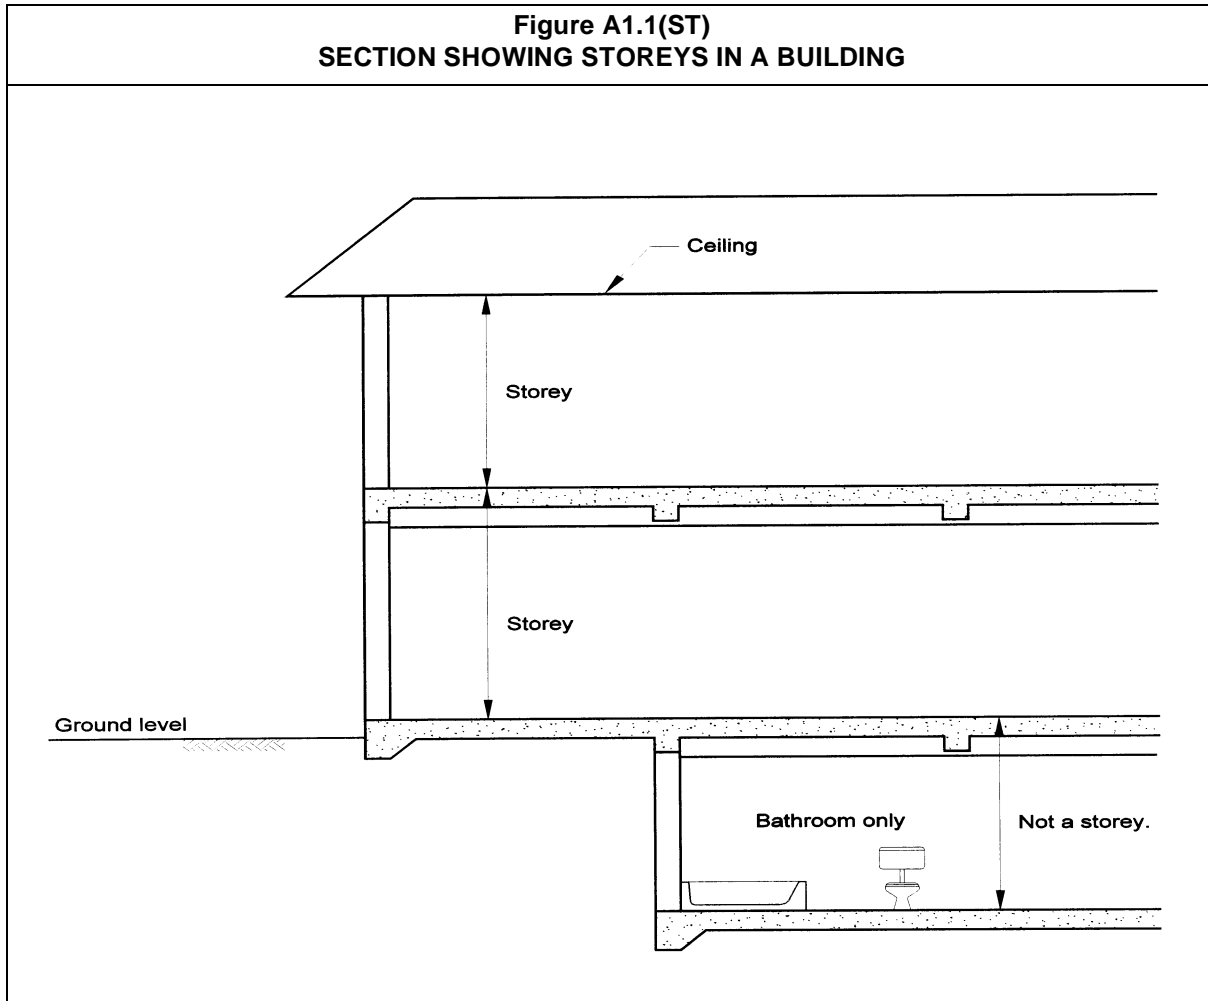 Figure A1.1(ST)
SECTION SHOWING STOREYS IN A BUILDING
Ceiling
Storey
Storey
Ground level
Bathroom only
Not a storey.